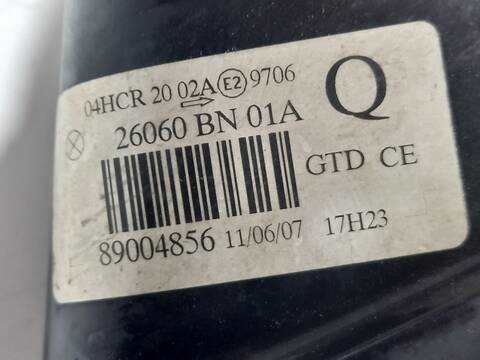 04HCR 20 02A E2 9706
26060 BN 01A Q
GTD CE
89004856 11/06/07 17H23